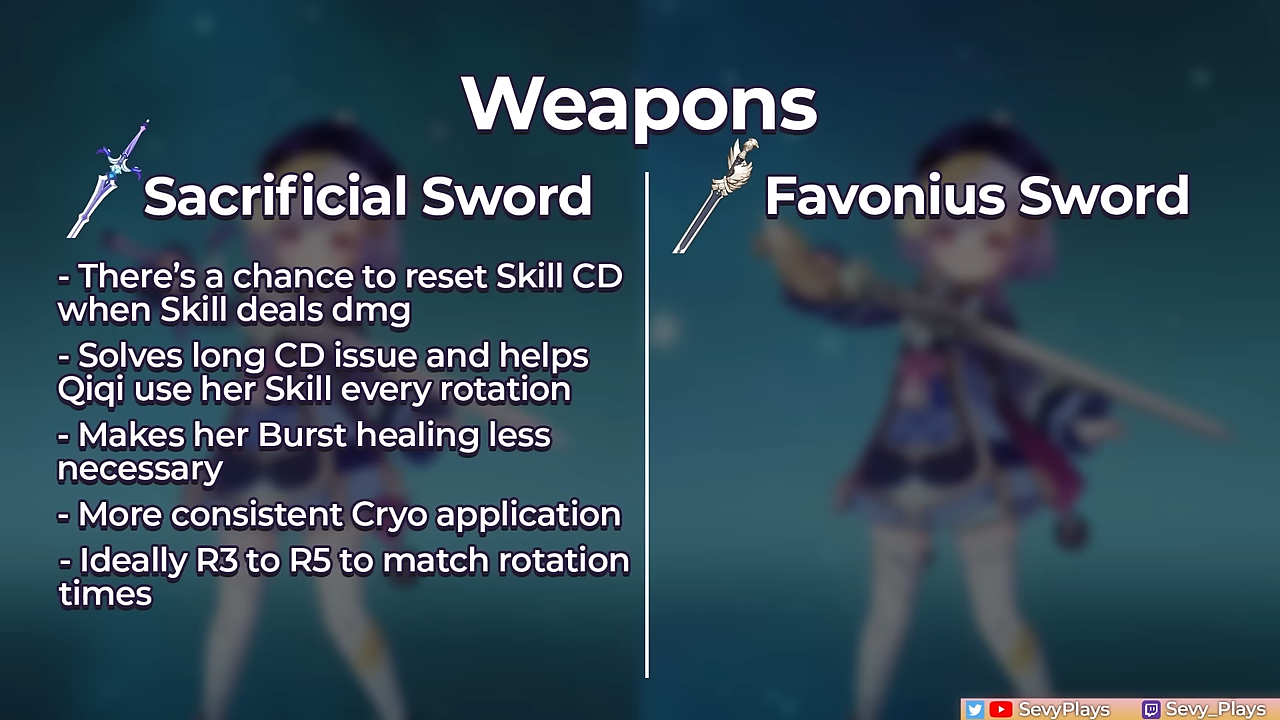 Weapons
Sacrificial Sword
- There’s a chance to reset Skill CD
when Skill deals dmg
- Solves long CD issue and helps
Qiqi use her Skill every rotation
- Makes her Burst healing less
necessary
- More consistent Cryo application
- Ideally R3 to R5 to match rotation
times
Favonius Sword
SevyPlays
Sevy_Plays